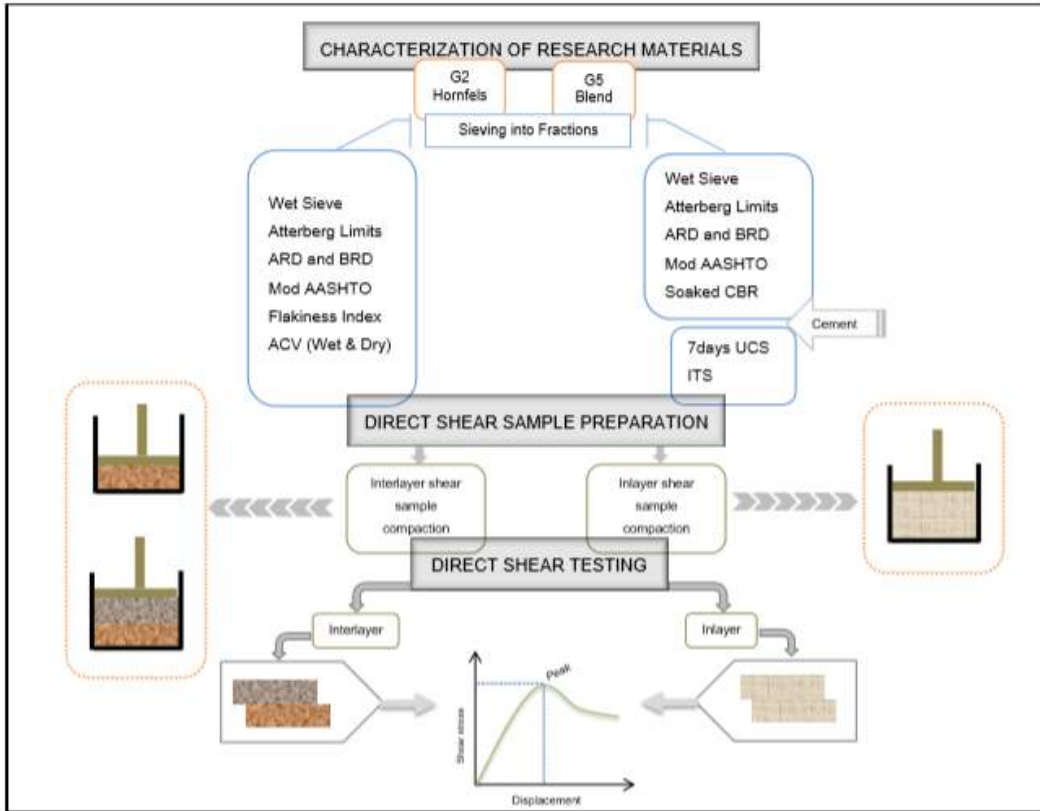 CHARACTERIZATION OF RESEARCH MATERIALS
G2
Hornfels
G5
Blend
Sieving into Fractions
Wet Sieve
Atterberg Limits
ARD and BRD
Mod AASHTO
Flakiness Index
ACV (Wet & Dry)
Wet Sieve
Atterberg Limits
ARD and BRD
Mod AASHTO
Soaked CBR
Cement
7days UCS
ITS
DIRECT SHEAR SAMPLE PREPARATION
Interlayer shear
sample
compaction
Inlayer shear
sample
compaction
DIRECT SHEAR TESTING
Interlayer
Inlayer
Peak
Shear stress
Displacement